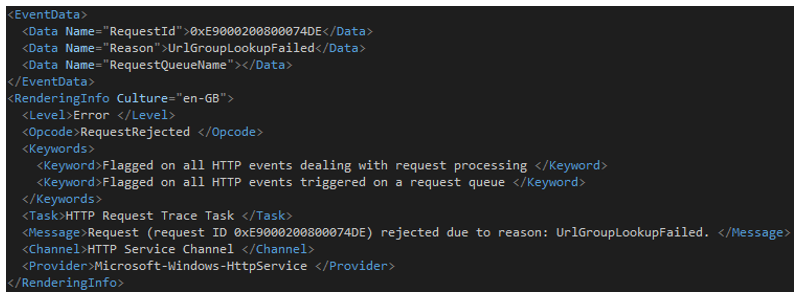 <EventData>
<Data Name="RequestId">0xE9000200800074DE</Data>
<Data Name="Reason">UrlGroupLookupFailed</Data>
<Data Name="RequestQueueName"></Data>
</EventData>
<RenderingInfo Culture="en-GB">
<Level>Error </Level>
<Opcode>RequestRejected </Opcode>
<Keywords>
<Keyword>Flagged on all HTTP events dealing with request processing </Keyword>
<Keyword>Flagged on all HTTP events triggered on a request queue </Keyword>
</Keywords>
<Task>HTTP Request Trace Task </Task>
<Message>Request (request ID 0xE9000200800074DE) rejected due to reason: UrlGroupLookupFailed. </Message>
<Channel>HTTP Service Channel </Channel>
<Provider>Microsoft-Windows-HttpService </Provider>
</RenderingInfo>